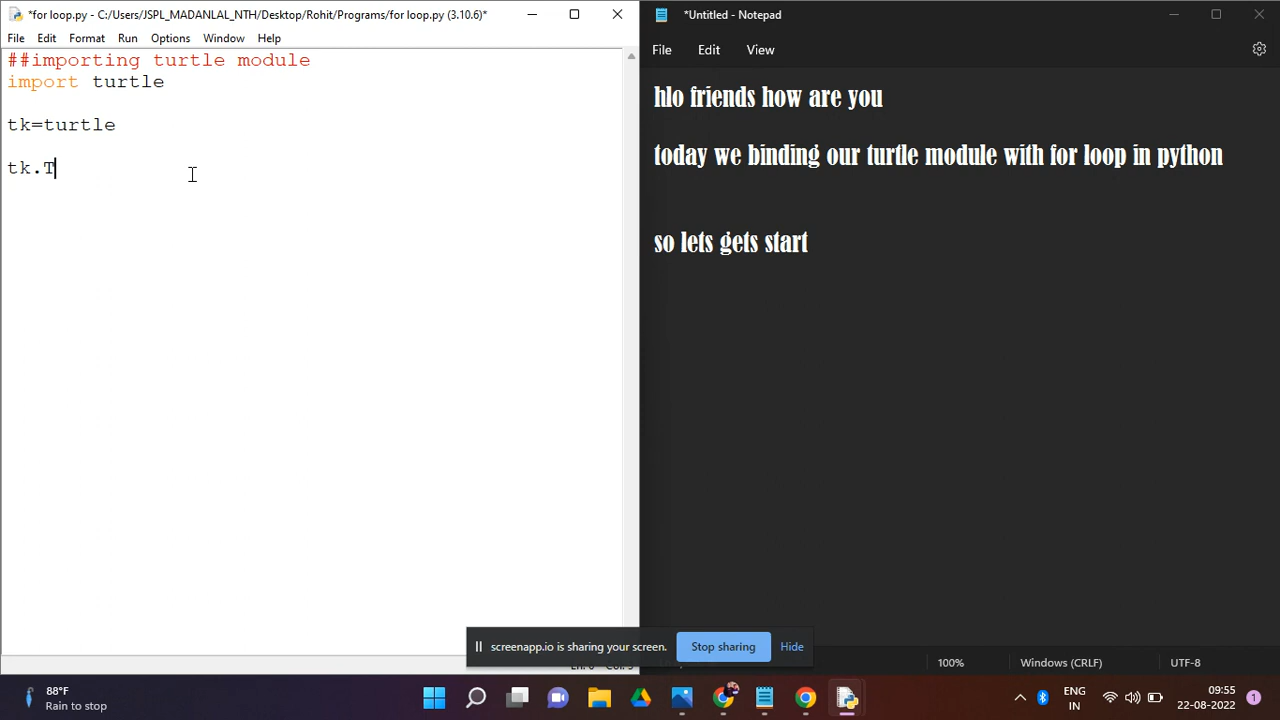 *for loop.py - C:/Users/JSPL_MADANLAL_NTH/Desktop/Rohit/Programs/for loop.py (3.10.6)*
File Edit Format Run Options Window Help
##importing turtle module
import turtle
tk=turtle
tk.T
*Untitled - Notepad
File Edit View
hlo friends how are you
today we binding our turtle module with for loop in python
so lets gets start
screenapp.io is sharing your screen. Stop sharing Hide
100% Windows (CRLF) UTF-8
88°F
Rain to stop
ENG
IN
09:55
22-08-2022
1